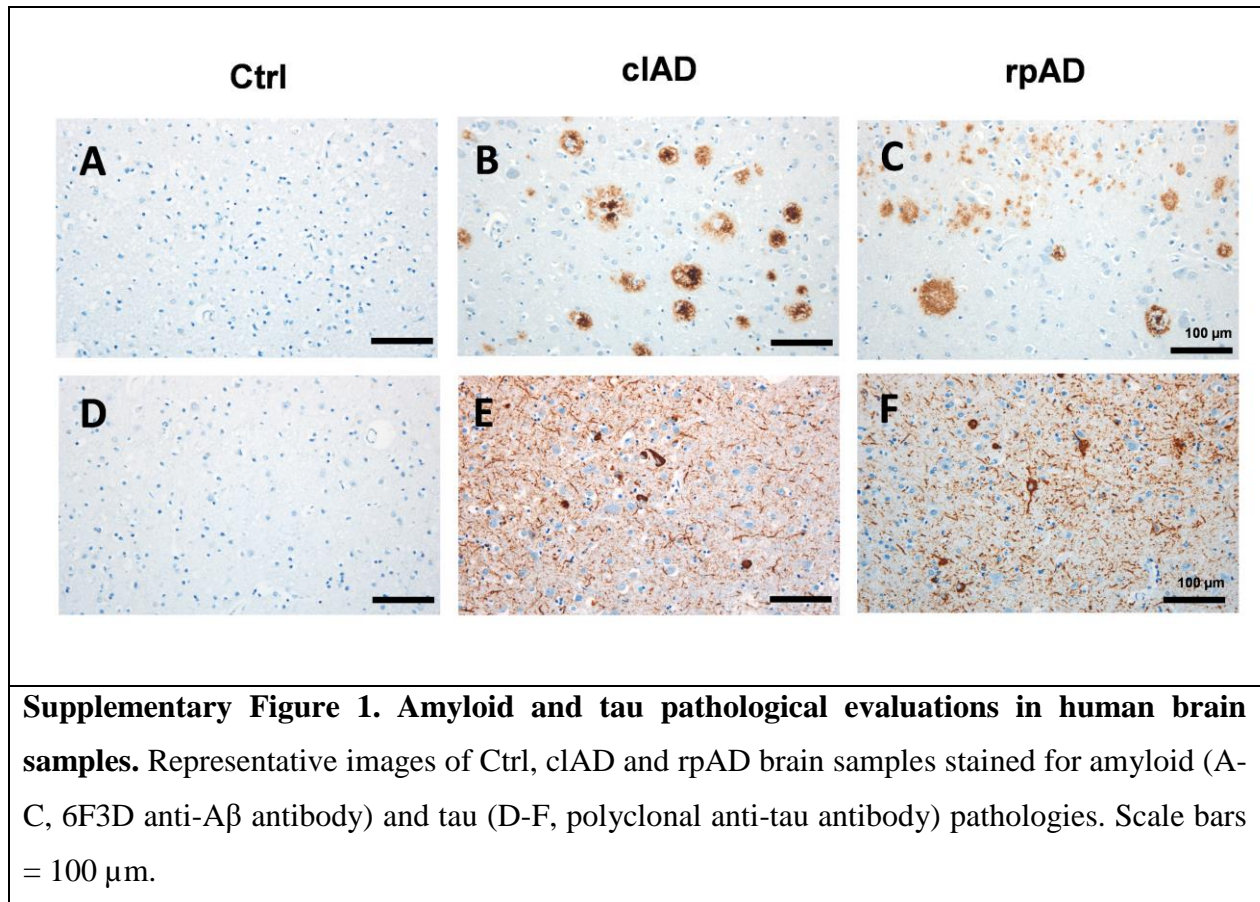 Ctrl
clAD
rpAD
A
B
C
100 µm
D
E
F
100 µm
Supplementary Figure 1. Amyloid and tau pathological evaluations in human brain
samples. Representative images of Ctrl, clAD and rpAD brain samples stained for amyloid (A-
C, 6F3D anti-Aβ antibody) and tau (D-F, polyclonal anti-tau antibody) pathologies. Scale bars
= 100 µm.